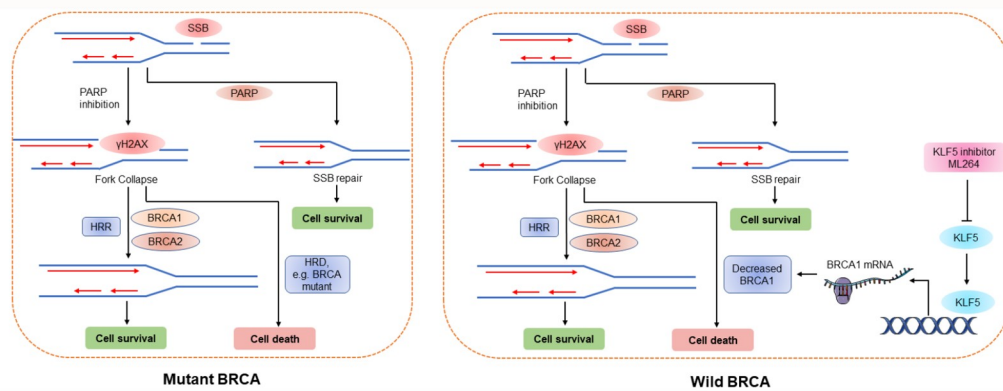 SSB
PARP
inhibition
PARP
γH2AX
Fork Collapse
SSB repair
Cell survival
HRR
BRCA1
BRCA2
HRD,
e.g. BRCA
mutant
Cell survival
Cell death
Mutant BRCA
SSB
PARP
inhibition
PARP
γH2AX
Fork Collapse
SSB repair
Cell survival
KLF5 inhibitor
ML264
KLF5
HRR
BRCA1
BRCA2
Decreased
BRCA1
BRCA1 mRNA
KLF5
Cell survival
Cell death
Wild BRCA